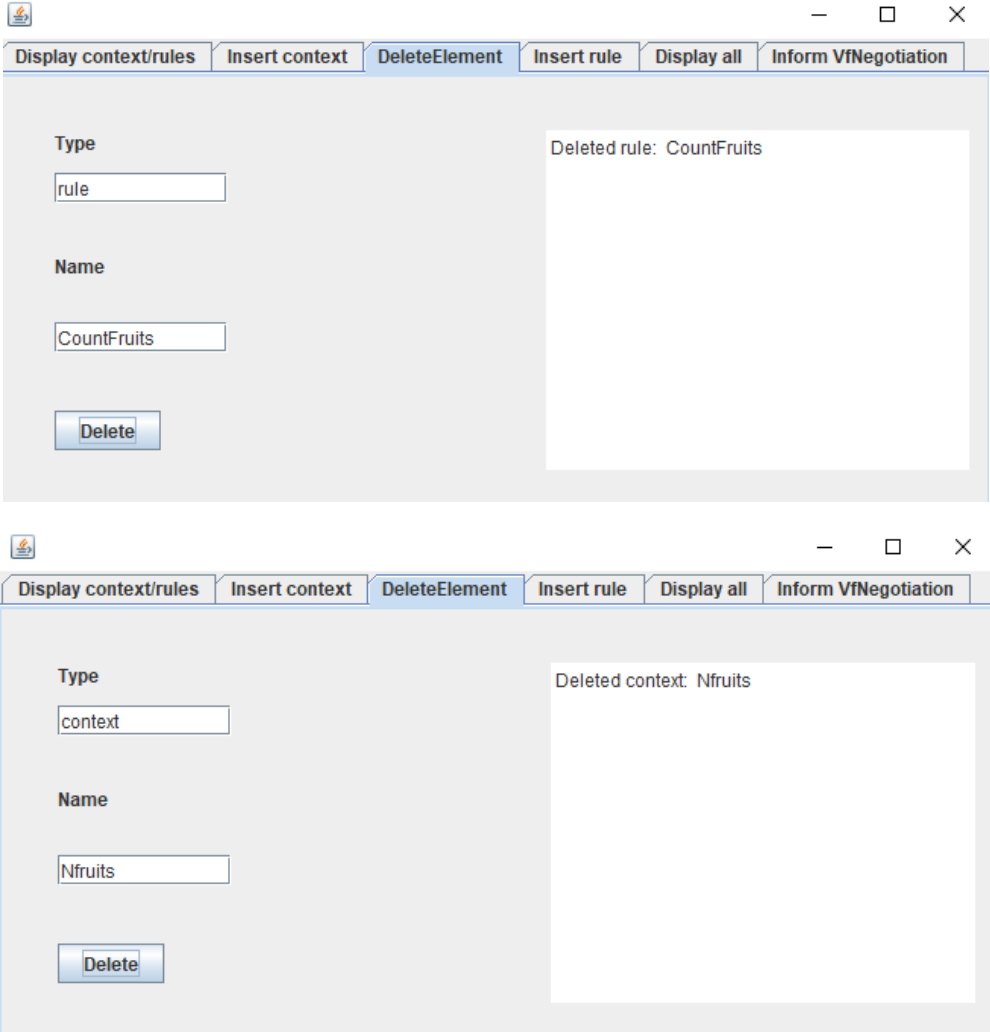 Display context/rules Insert context DeleteElement Insert rule Display all Inform VfNegotiation
Type
Deleted rule: CountFruits
rule
Name
CountFruits
Delete
Display context/rules Insert context DeleteElement Insert rule Display all Inform VfNegotiation
Type
Deleted context: Nfruits
context
Name
Nfruits
Delete